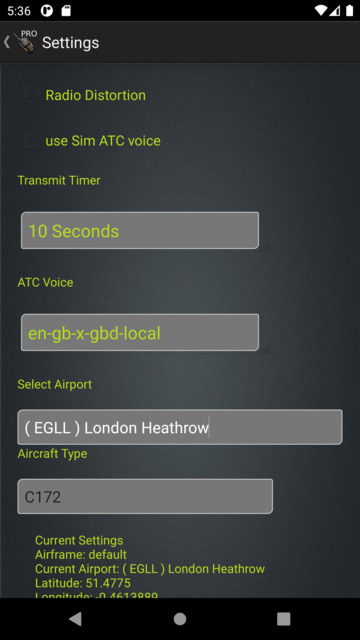 5:36
PRO
Settings
Radio Distortion
use Sim ATC voice
Transmit Timer
10 Seconds
ATC Voice
en-gb-x-gbd-local
Select Airport
( EGLL ) London Heathrow
Aircraft Type
C172
Current Settings
Airframe: default
Current Airport: ( EGLL ) London Heathrow
Latitude: 51.4775
Longitude: -0.4613889